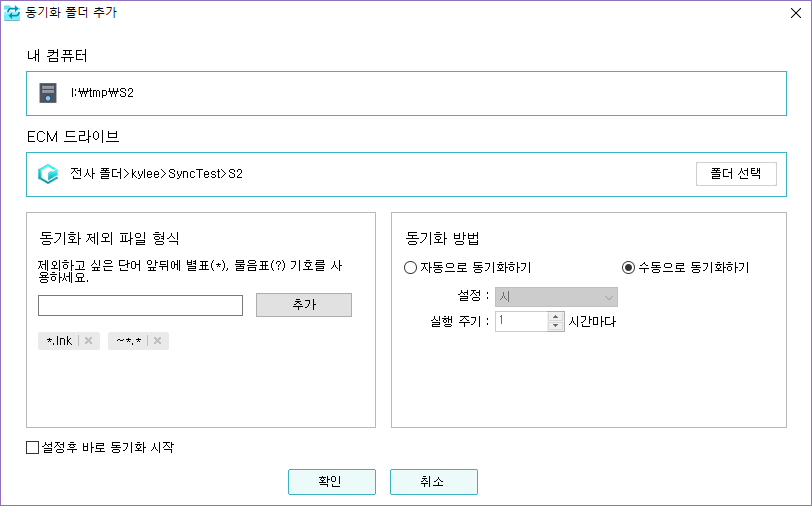 동기화 폴더 추가
내 컴퓨터
I:₩tmp₩S2
ECM 드라이브
전사 폴더>kylee>SyncTest>S2
폴더 선택
동기화 제외 파일 형식
제외하고 싶은 단어 앞뒤에 별표(*), 물음표(?) 기호를 사
용하세요.
추가
*.lnk
~*.*
동기화 방법
자동으로 동기화하기
수동으로 동기화하기
설정 : 시
실행 주기 : 1 시간마다
설정후 바로 동기화 시작
확인
취소